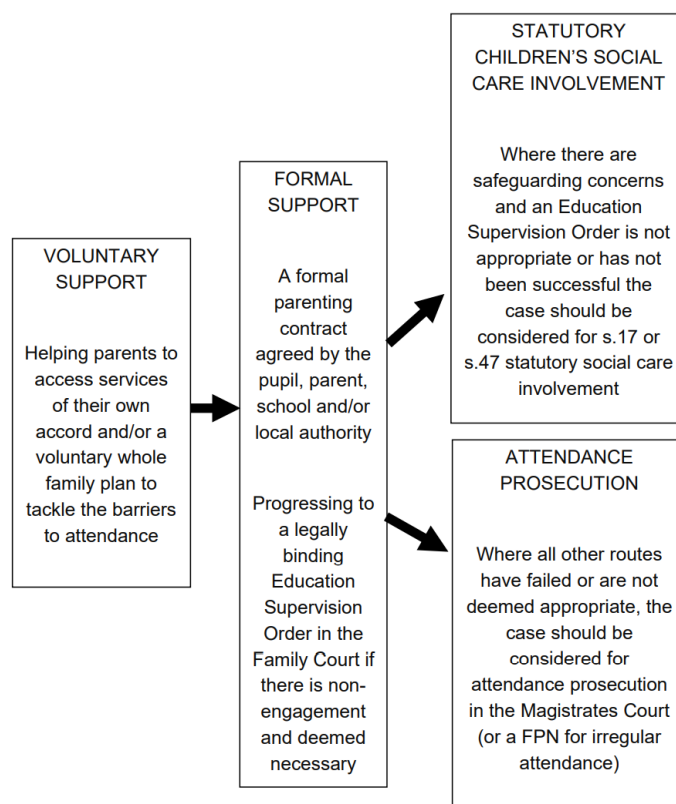 VOLUNTARY
SUPPORT
Helping parents to
access services
of their own
accord and/or a
voluntary whole
family plan to
tackle the barriers
to attendance
FORMAL
SUPPORT
A formal
parenting
contract
agreed by the
pupil, parent,
school and/or
local authority
Progressing to
a legally
binding
Education
Supervision
Order in the
Family Court if
there is non-
engagement
and deemed
necessary
STATUTORY
CHILDREN’S SOCIAL
CARE INVOLVEMENT
Where there are
safeguarding concerns
and an Education
Supervision Order is not
appropriate or has not
been successful the
case should be
considered for s.17 or
s.47 statutory social care
involvement
ATTENDANCE
PROSECUTION
Where all other routes
have failed or are not
deemed appropriate, the
case should be
considered for
attendance prosecution
in the Magistrates Court
(or a FPN for irregular
attendance)